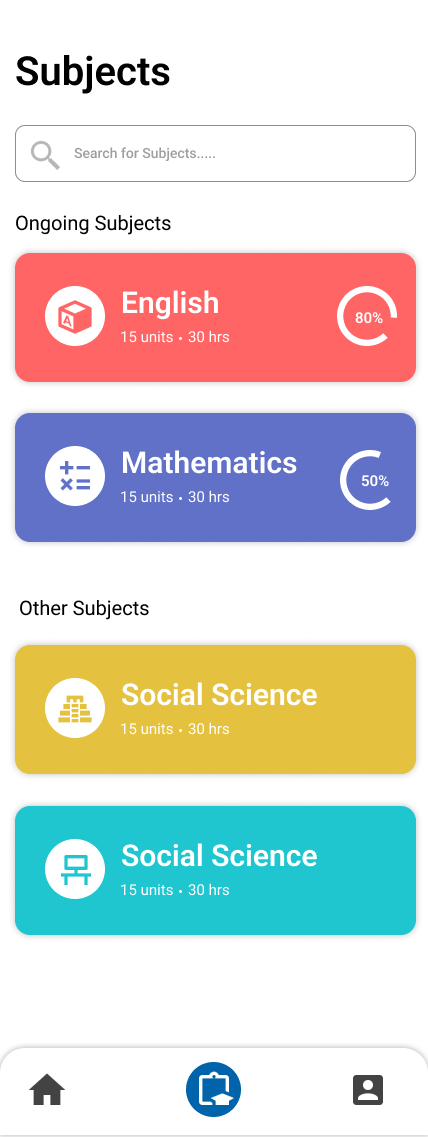 Subjects
Search for Subjects.....
Ongoing Subjects
A
English
15 units • 30 hrs
80%
Mathematics
15 units • 30 hrs
50%
Other Subjects
Social Science
15 units • 30 hrs
Social Science
15 units • 30 hrs